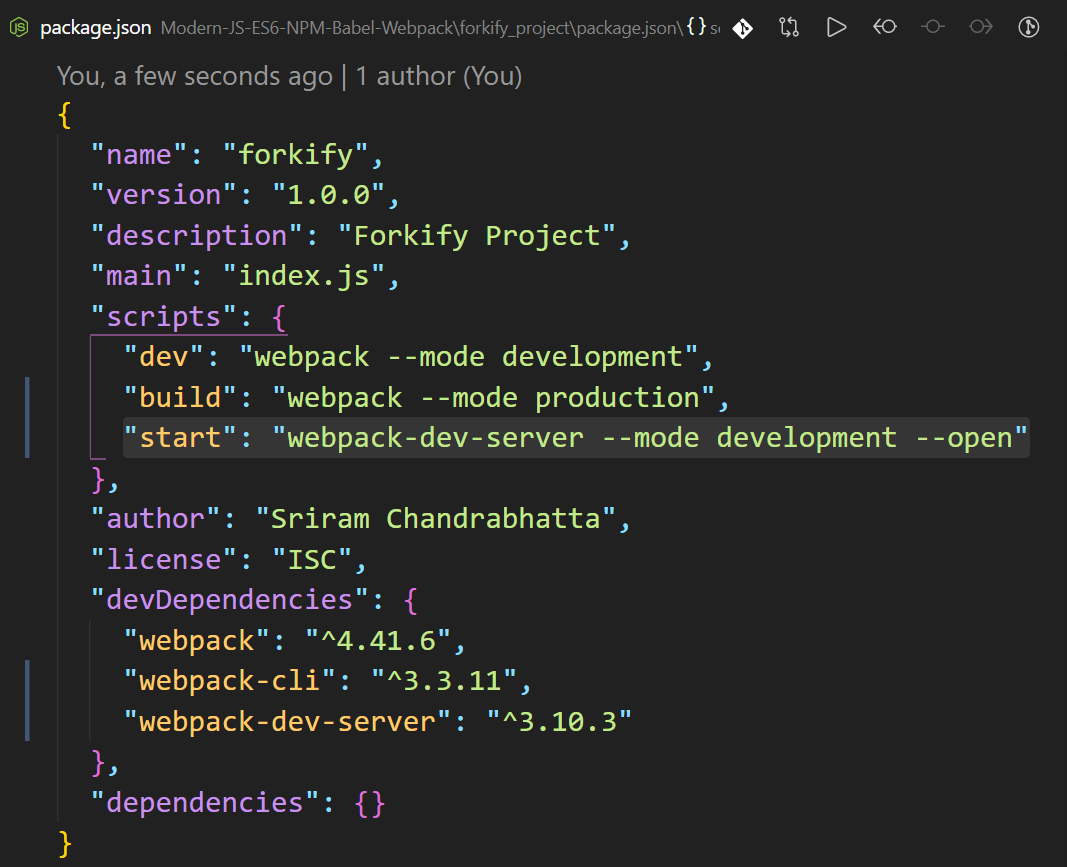 JS package.json Modern-JS-ES6-NPM-Babel-Webpack\forkify_project\package.json\{}
You, a few seconds ago | 1 author (You)
{
  "name": "forkify",
  "version": "1.0.0",
  "description": "Forkify Project",
  "main": "index.js",
  "scripts": {
    "dev": "webpack --mode development",
    "build": "webpack --mode production",
    "start": "webpack-dev-server --mode development --open"
  },
  "author": "Sriram Chandrabhatta",
  "license": "ISC",
  "devDependencies": {
    "webpack": "^4.41.6",
    "webpack-cli": "^3.3.11",
    "webpack-dev-server": "^3.10.3"
  },
  "dependencies": {}
}